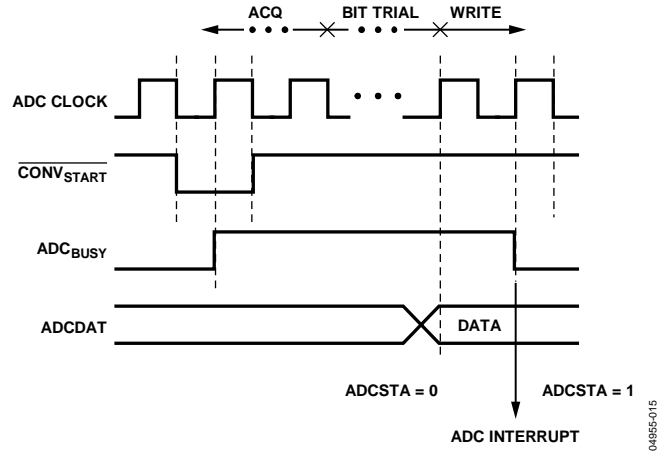 ACQ BIT TRIAL WRITE
ADC CLOCK
CONVSTART
ADCBUSY
ADCDAT DATA
ADCSTA = 0 ADCSTA = 1
ADC INTERRUPT
04955-015